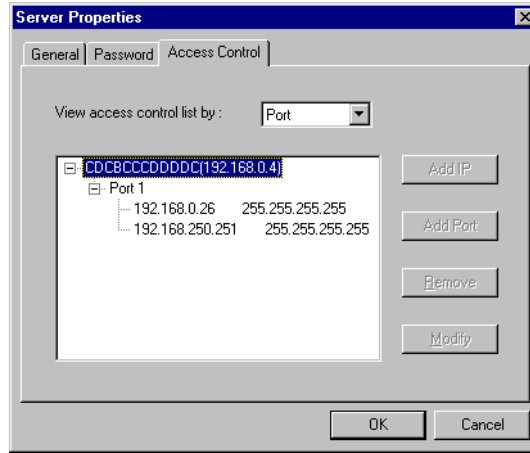 Server Properties
General Password Access Control
View access control list by : Port
CDCBCCCDDDDC(192.168.0.4)
Port 1
192.168.0.26 255.255.255.255
192.168.250.251 255.255.255.255
Add IP
Add Port
Remove
Modify
OK Cancel